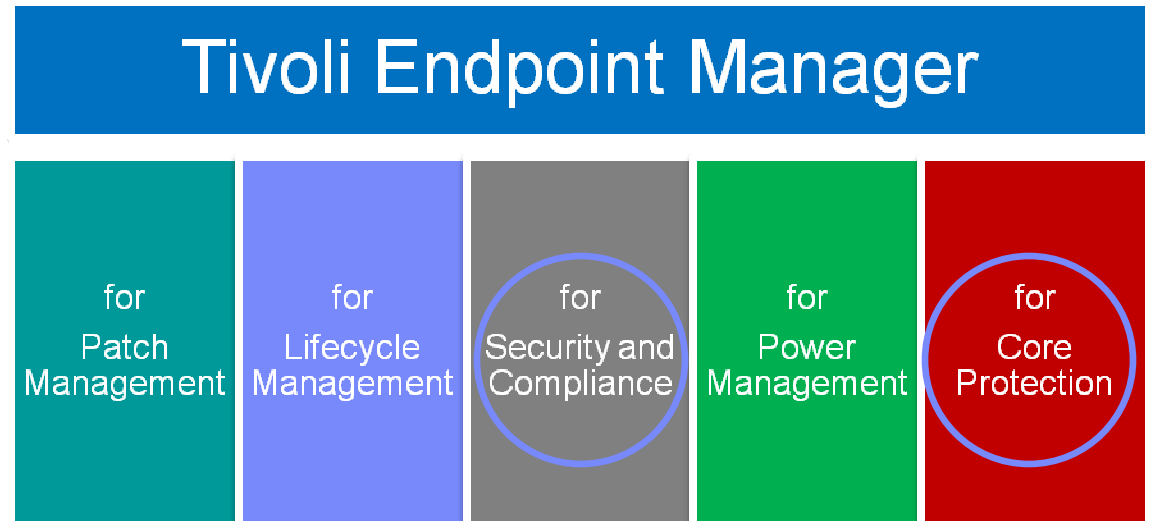 Tivoli Endpoint Manager
for
Patch
Management
for
Lifecycle
Management
for
Security and
Compliance
for
Power
Management
for
Core
Protection